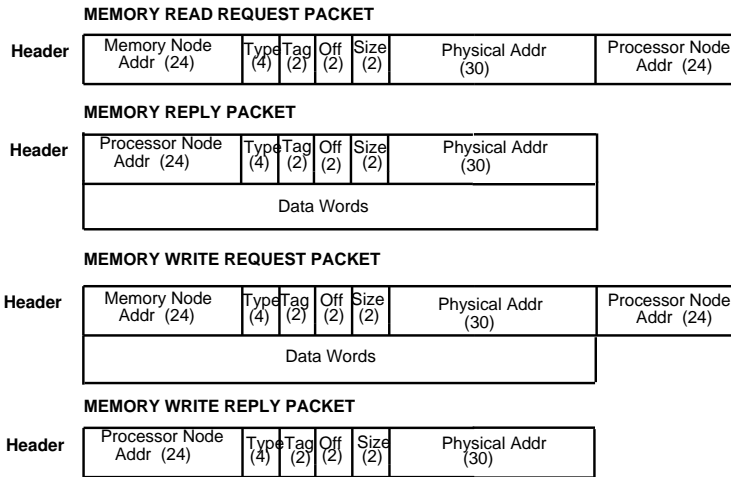 MEMORY READ REQUEST PACKET
Header
Memory Node Addr (24)
Type (4)
Tag (2)
Off (2)
Size (2)
Physical Addr (30)
Processor Node Addr (24)
MEMORY REPLY PACKET
Header
Processor Node Addr (24)
Type (4)
Tag (2)
Off (2)
Size (2)
Physical Addr (30)
Data Words
MEMORY WRITE REQUEST PACKET
Header
Memory Node Addr (24)
Type (4)
Tag (2)
Off (2)
Size (2)
Physical Addr (30)
Processor Node Addr (24)
Data Words
MEMORY WRITE REPLY PACKET
Header
Processor Node Addr (24)
Type (4)
Tag (2)
Off (2)
Size (2)
Physical Addr (30)